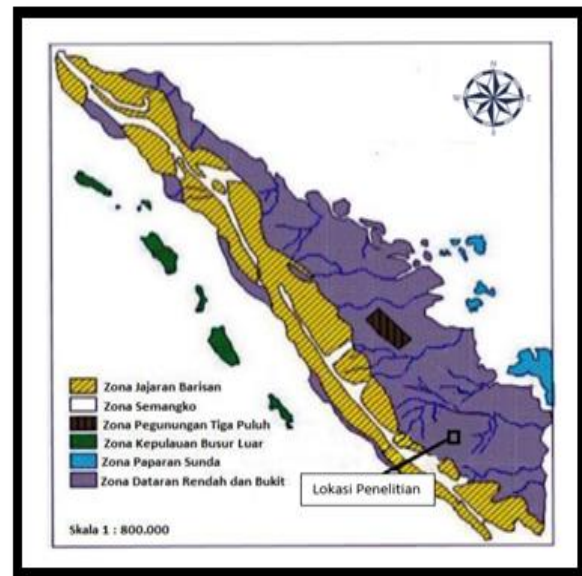 N
W
E
S
Zona Jajaran Barisan
Zona Semangko
Zona Pegunungan Tiga Puluh
Zona Kepulauan Busur Luar
Zona Paparan Sunda
Zona Dataran Rendah dan Bukit
Lokasi Penelitian
Skala 1 : 800.000